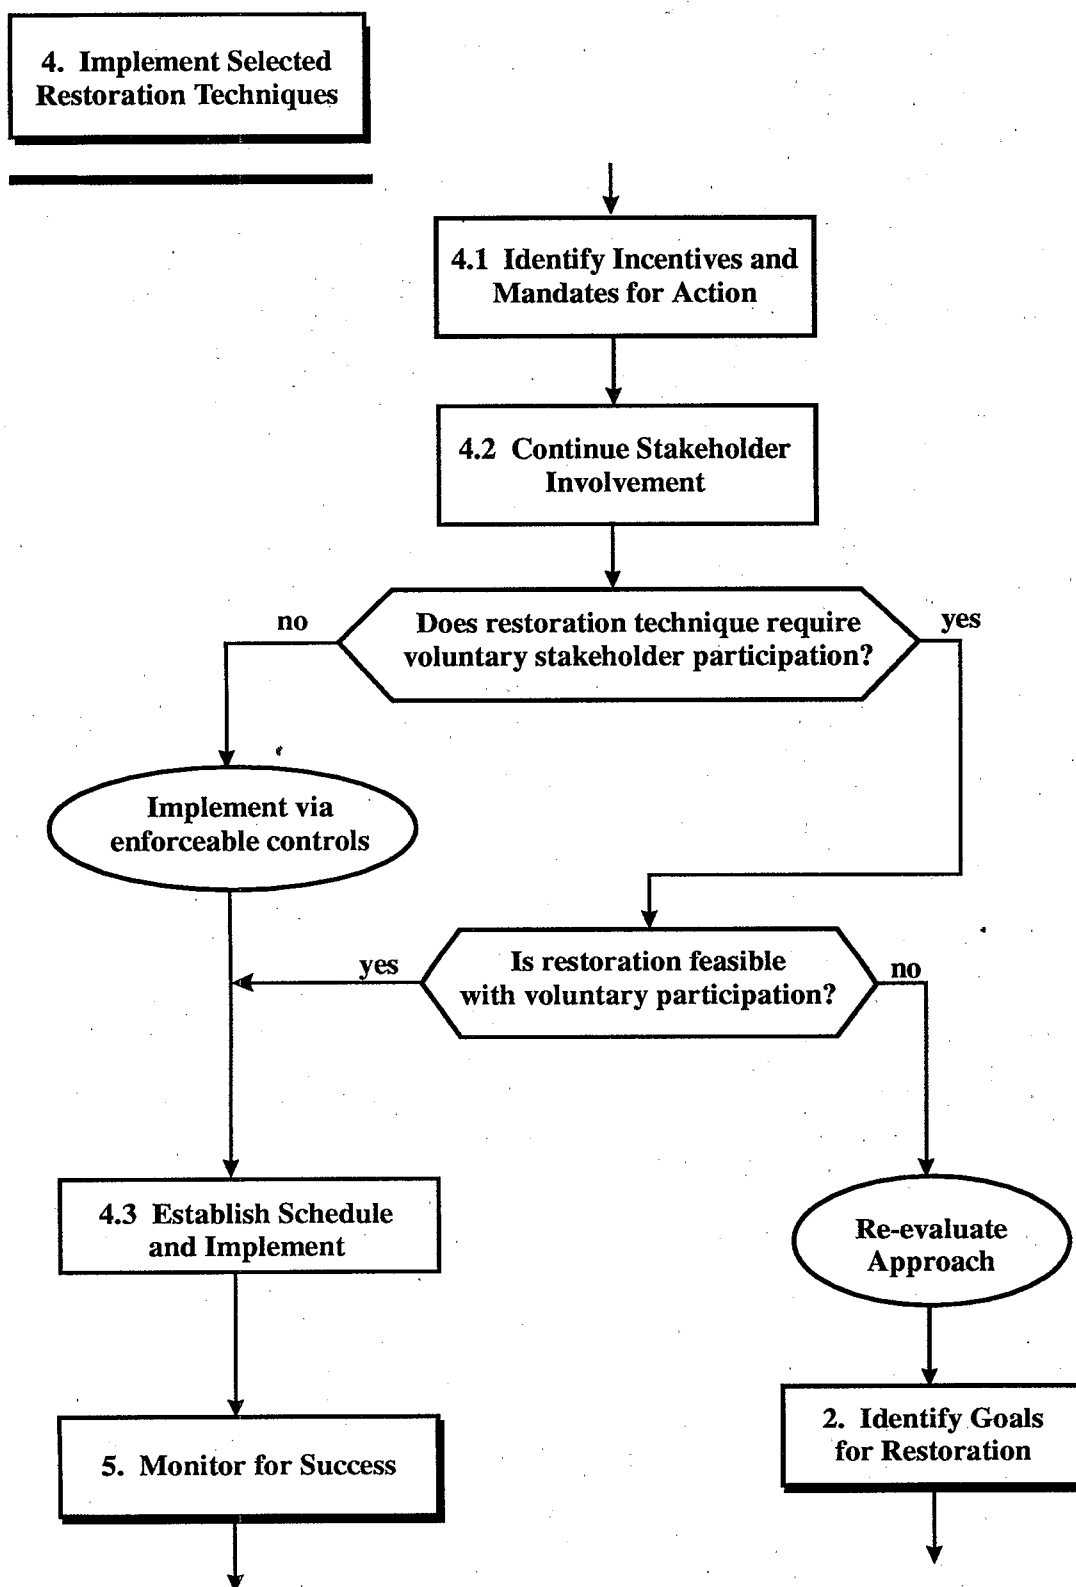 4. Implement Selected
Restoration Techniques
4.1 Identify Incentives and
Mandates for Action
4.2 Continue Stakeholder
Involvement
no
Does restoration technique require
voluntary stakeholder participation?
yes
Implement via
enforceable controls
yes
Is restoration feasible
with voluntary participation?
no
4.3 Establish Schedule
and Implement
Re-evaluate
Approach
5. Monitor for Success
2. Identify Goals
for Restoration